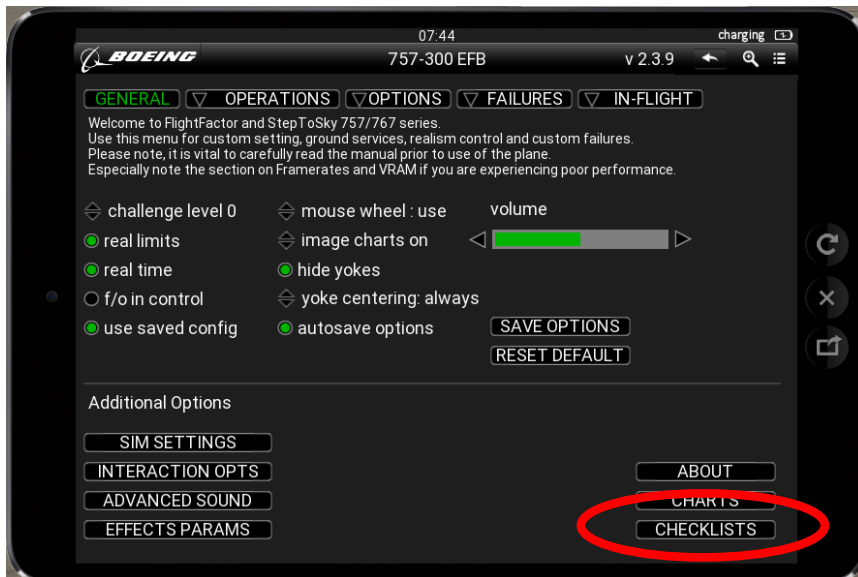 07:44
charging
BOEING 757-300 EFB v 2.3.9
GENERAL OPERATIONS OPTIONS FAILURES IN-FLIGHT
Welcome to FlightFactor and StepToSky 757/767 series.
Use this menu for custom setting, ground services, realism control and custom failures.
Please note, it is vital to carefully read the manual prior to use of the plane.
Especially note the section on Framerates and VRAM if you are experiencing poor performance.
challenge level 0 mouse wheel : use volume
real limits image charts on
real time hide yokes
f/o in control yoke centering: always
use saved config autosave options SAVE OPTIONS
RESET DEFAULT
Additional Options
SIM SETTINGS
INTERACTION OPTS ABOUT
ADVANCED SOUND CHARTS
EFFECTS PARAMS CHECKLISTS